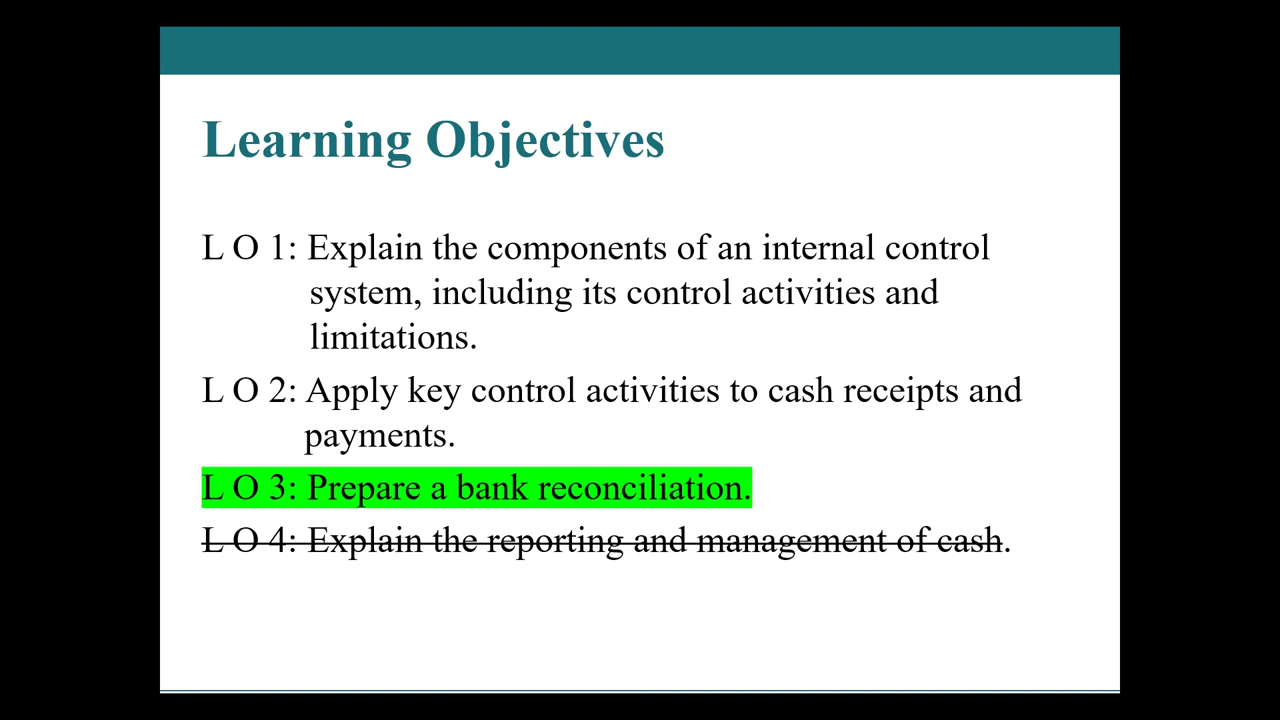 Learning Objectives
L O 1: Explain the components of an internal control
system, including its control activities and
limitations.
L O 2: Apply key control activities to cash receipts and
payments.
L O 3: Prepare a bank reconciliation.
L O 4: Explain the reporting and management of cash.